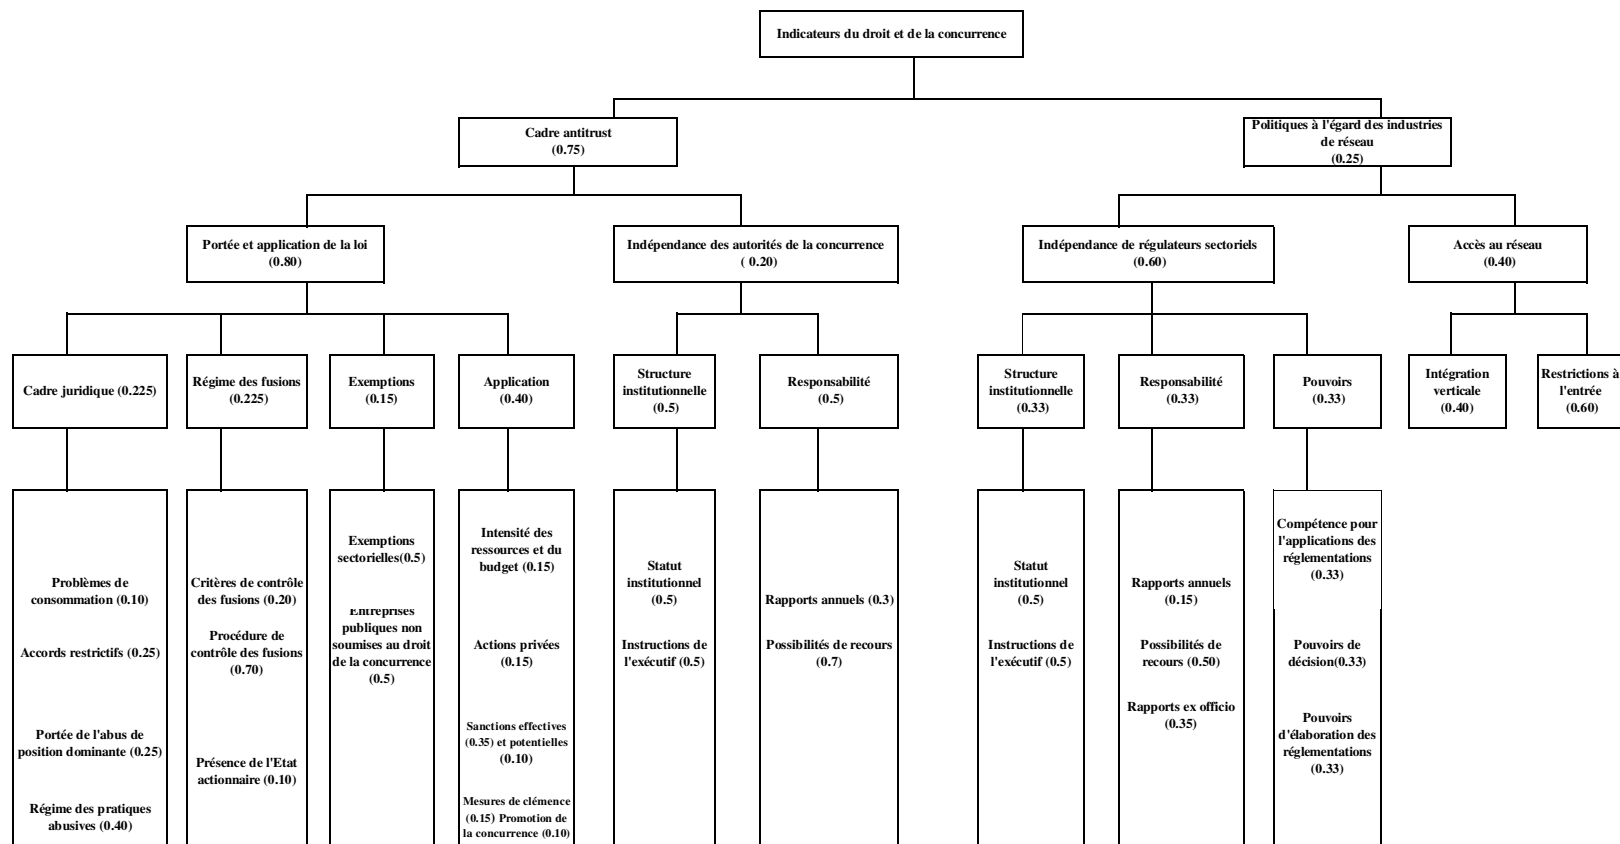 Indicateurs du droit et de la concurrence
Cadre antitrust
(0.75)
Politiques à l'égard des industries
de réseau
(0.25)
Portée et application de la loi
(0.80)
Indépendance des autorités de la concurrence
( 0.20)
Indépendance de régulateurs sectoriels
(0.60)
Accès au réseau
(0.40)
Cadre juridique (0.225)
Régime des fusions
(0.225)
Exemptions
(0.15)
Application
(0.40)
Structure
institutionnelle
(0.5)
Responsabilité
(0.5)
Structure
institutionnelle
(0.33)
Responsabilité
(0.33)
Pouvoirs
(0.33)
Intégration
verticale
(0.40)
Restrictions à
l'entrée
(0.60)
Problèmes de
consommation (0.10)
Accords restrictifs (0.25)
Portée de l'abus de
position dominante (0.25)
Régime des pratiques
abusives (0.40)
Critères de contrôle
des fusions (0.20)
Procédure de
contrôle des fusions
(0.70)
Présence de l'Etat
actionnaire (0.10)
Exemptions
sectorielles(0.5)
Entreprises
publiques non
soumises au droit
de la concurrence
(0.5)
Intensité des
ressources et du
budget (0.15)
Actions privées
(0.15)
Sanctions effectives
(0.35) et potentielles
(0.10)
Mesures de clémence
(0.15) Promotion de
la concurrence (0.10)
Statut
institutionnel
(0.5)
Instructions de
l'exécutif (0.5)
Rapports annuels (0.3)
Possibilités de recours
(0.7)
Statut
institutionnel
(0.5)
Instructions de
l'exécutif (0.5)
Rapports annuels
(0.15)
Possibilités de
recours (0.50)
Rapports ex officio
(0.35)
Compétence pour
l'applications des
réglementations
(0.33)
Pouvoirs de
décision(0.33)
Pouvoirs
d'élaboration des
réglementations
(0.33)